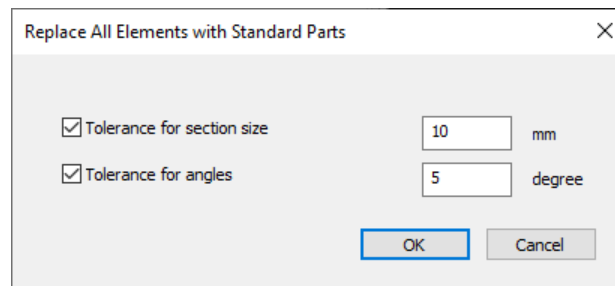 Replace All Elements with Standard Parts
Tolerance for section size 10 mm
Tolerance for angles 5 degree
OK Cancel